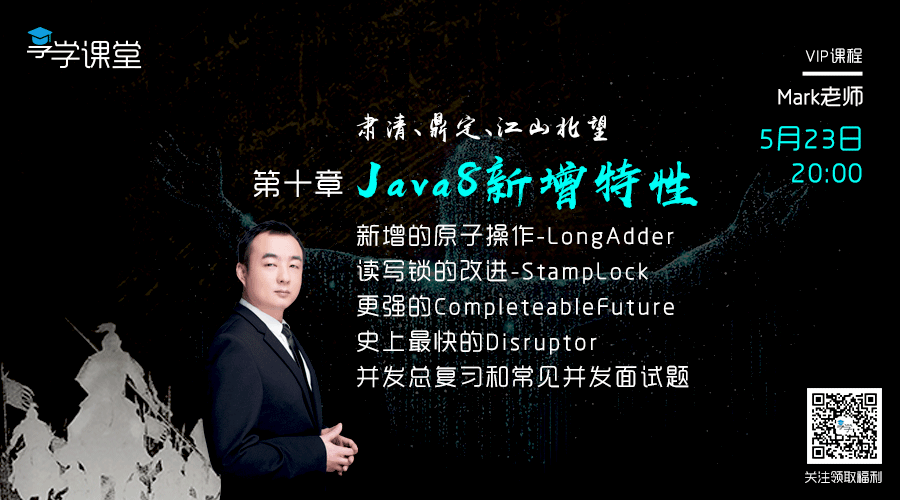 享学课堂
VIP课程
Mark老师
5月23日
20:00
肃清、鼎定、江山北望
第十章 Java8新增特性
新增的原子操作-LongAdder
读写锁的改进-StampLock
更强的CompleteableFuture
史上最快的Disruptor
并发总复习和常见并发面试题
关注领取福利